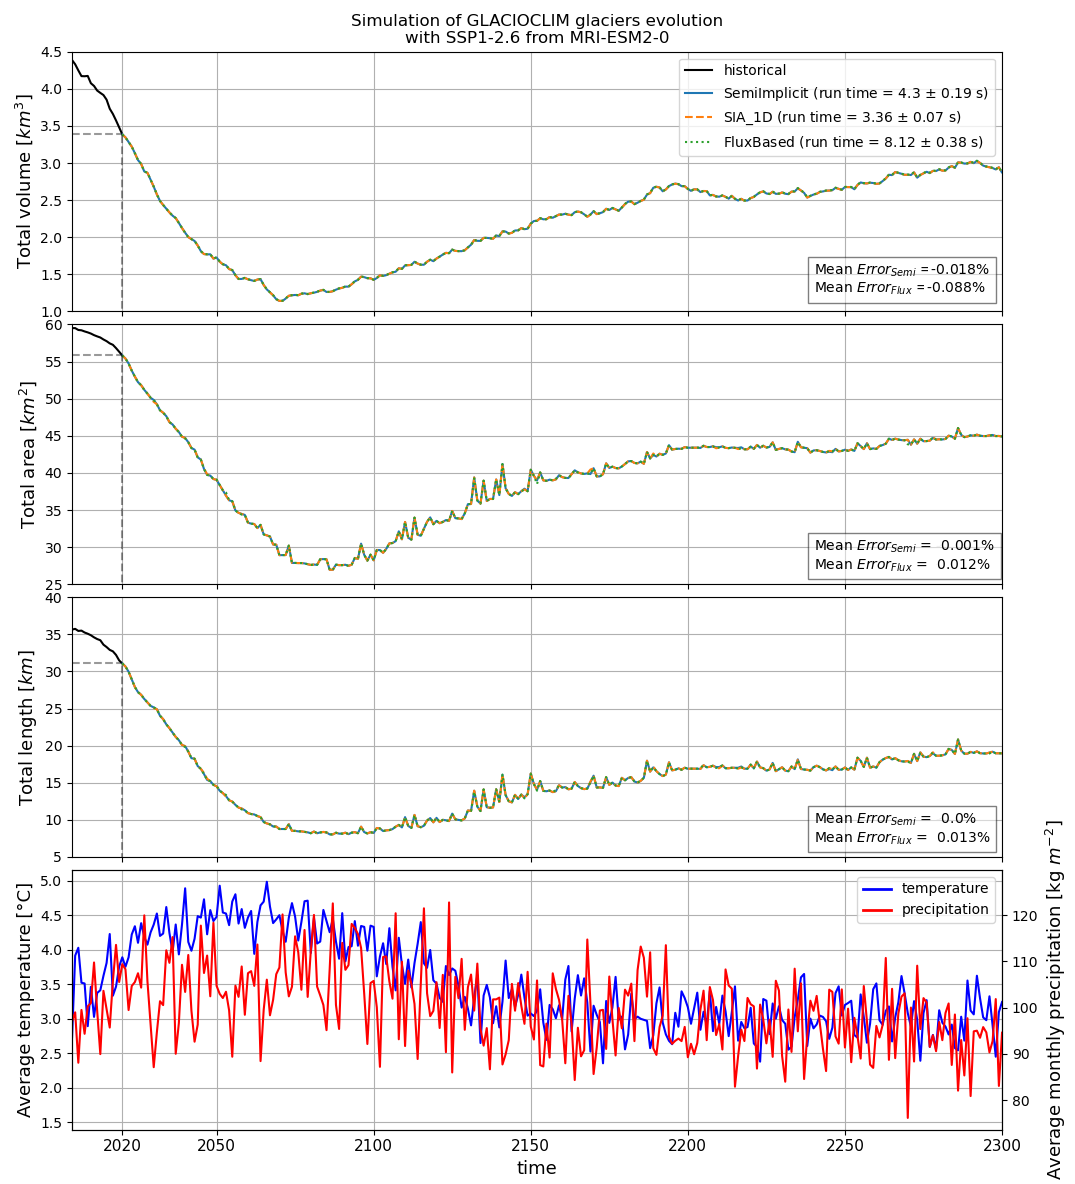 Simulation of GLACIOCLIM glaciers evolution
with SSP1-2.6 from MRI-ESM2-0
Total volume [km³]
4.5
4.0
3.5
3.0
2.5
2.0
1.5
1.0
historical
SemiImplicit (run time = 4.3 ± 0.19 s)
SIA_1D (run time = 3.36 ± 0.07 s)
FluxBased (run time = 8.12 ± 0.38 s)
Mean Error_Semi =-0.018%
Mean Error_Flux =-0.088%
Total area [km²]
60
55
50
45
40
35
30
25
Mean Error_Semi = 0.001%
Mean Error_Flux = 0.012%
Total length [km]
40
35
30
25
20
15
10
5
Mean Error_Semi = 0.0%
Mean Error_Flux = 0.013%
Average temperature [°C]
5.0
4.5
4.0
3.5
3.0
2.5
2.0
1.5
temperature
precipitation
120
110
100
90
80
Average monthly precipitation [kg m⁻²]
2020 2050 2100 2150 2200 2250 2300
time